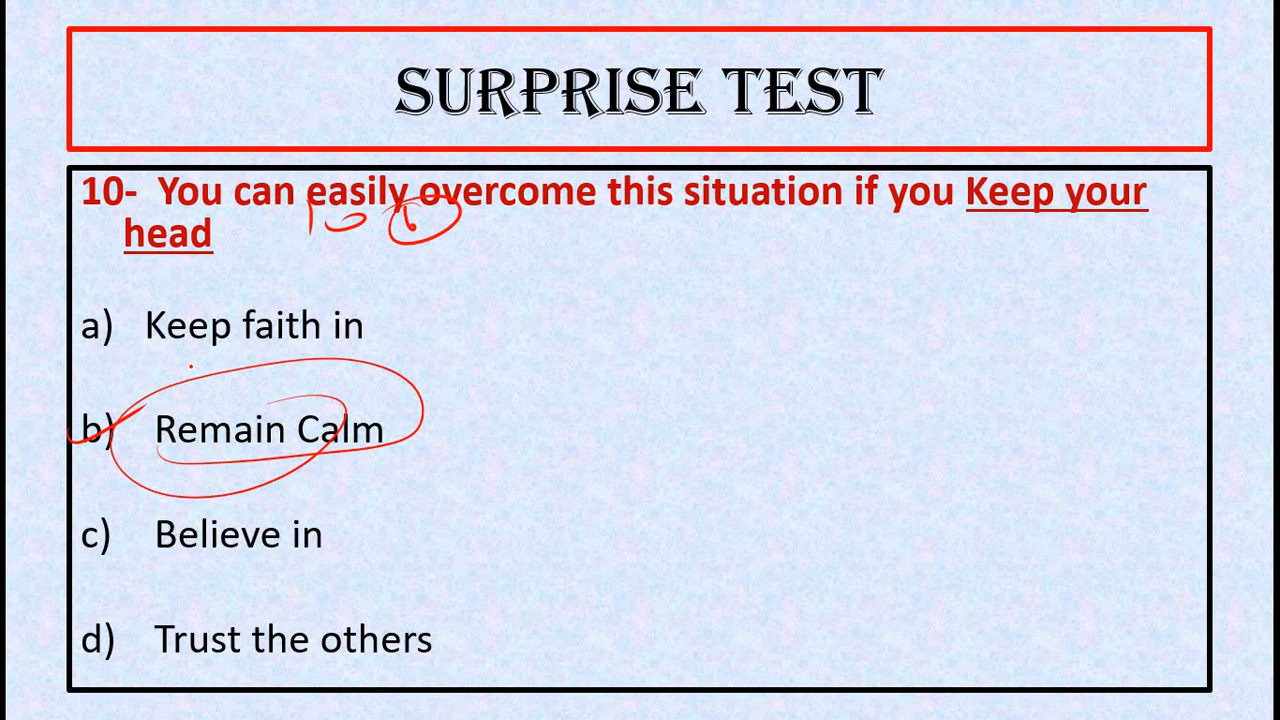 SURPRISE TEST
10- You can easily overcome this situation if you Keep your
head
10 b
a) Keep faith in
b) Remain Calm
c) Believe in
d) Trust the others